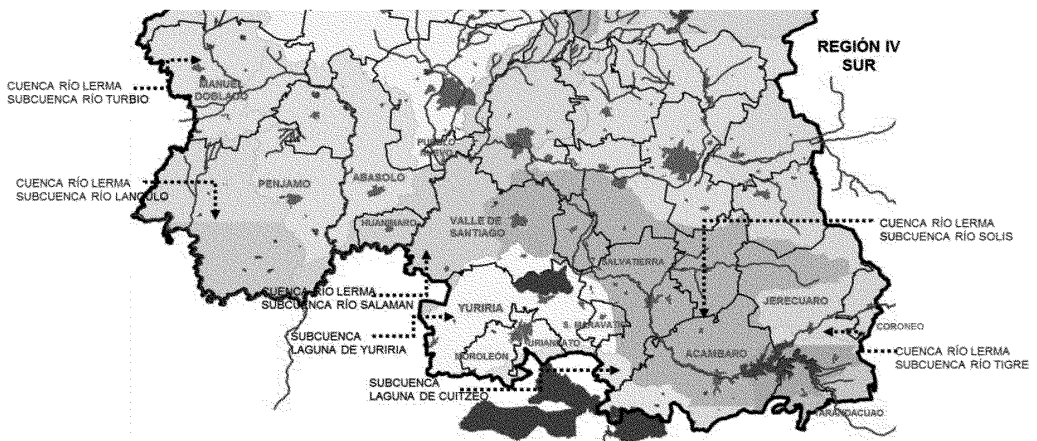 REGIÓN IV
SUR
CUENCA RÍO LERMA
SUBCUENCA RÍO TURBIO
MANUEL
DOBLADO
CUENCA RÍO LERMA
SUBCUENCA RÍO LANGULO
PENJAMO
ABASOLO
HUANIMARO
VALLE DE
SANTIAGO
CUENCA RÍO LERMA
SUBCUENCA RÍO SOLIS
SALVATIERRA
CUENCA RÍO LERMA
SUBCUENCA RÍO SALAMAN
YURIRIA
JERECUARO
SUBCUENCA
LAGUNA DE YURIRIA
S. MARAVATIO
URIANGATO
MOROLEÓN
CORONEO
ACAMBARO
CUENCA RÍO LERMA
SUBCUENCA RÍO TIGRE
SUBCUENCA
LAGUNA DE CUITZEO
TARANDACUAO